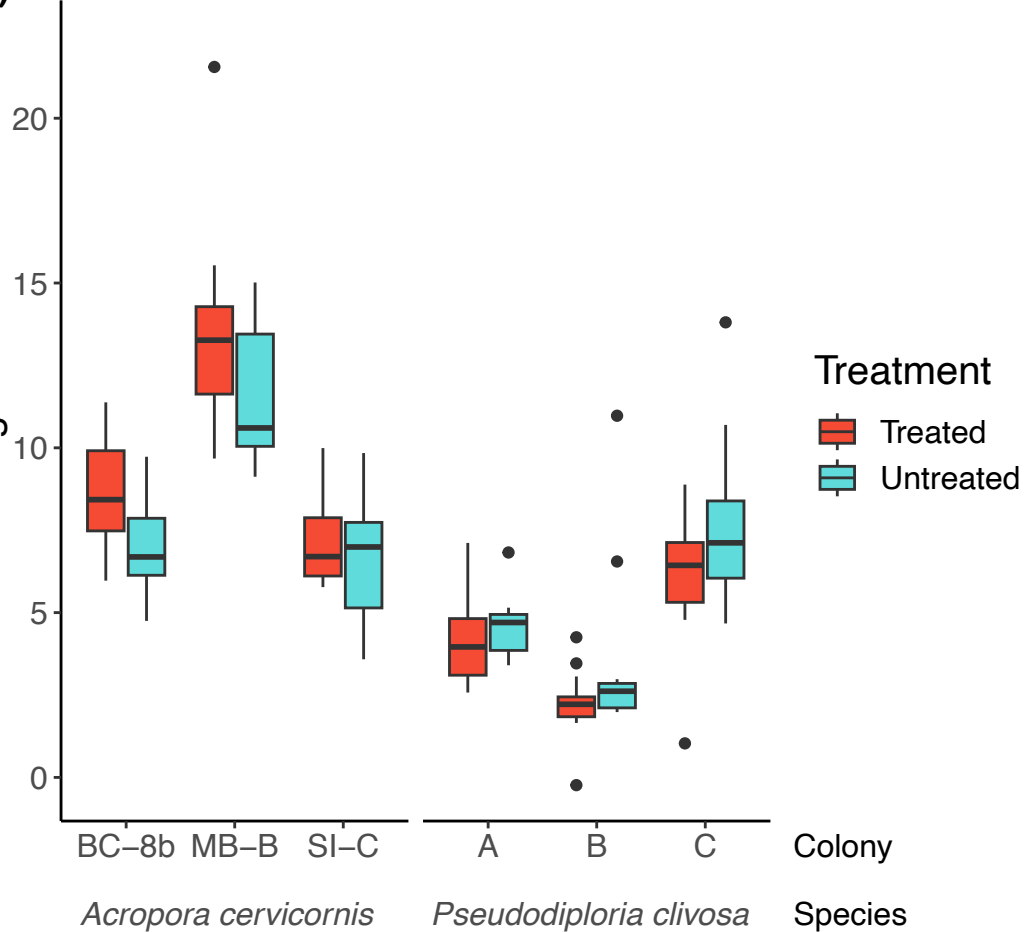 20
15
10
5
0
Treatment
Treated
Untreated
BC−8b MB−B SI−C A B C Colony
Acropora cervicornis Pseudodiploria clivosa Species